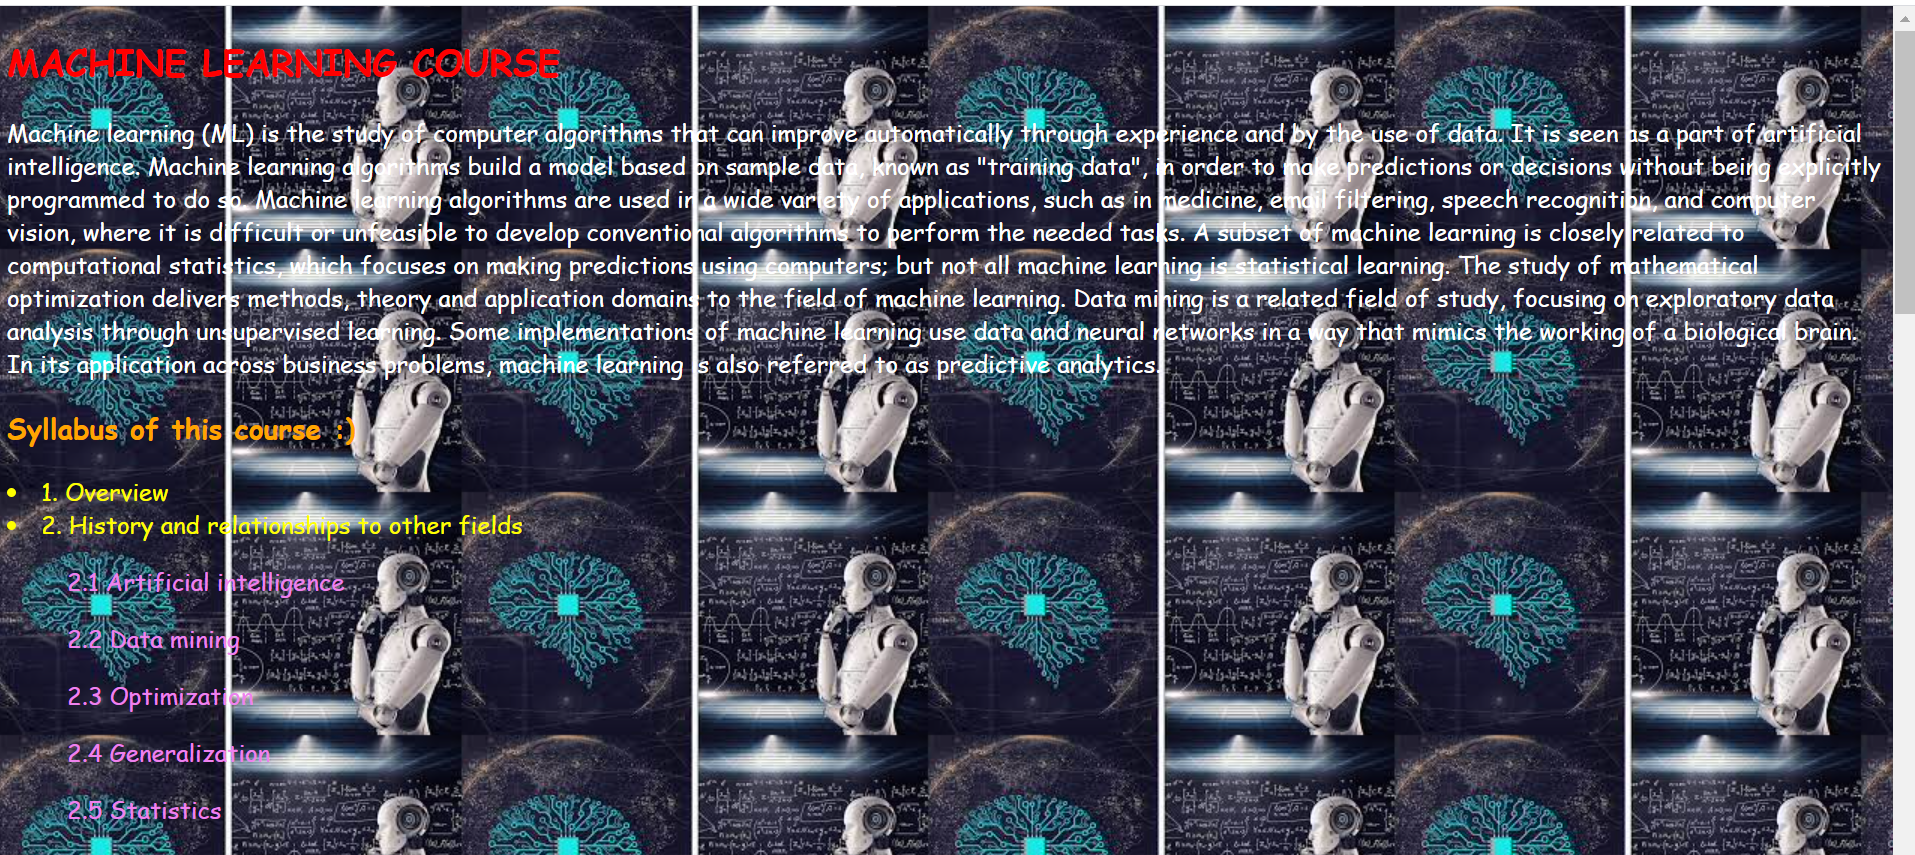 MACHINE LEARNING COURSE
Machine learning (ML) is the study of computer algorithms that can improve automatically through experience and by the use of data. It is seen as a part of artificial
intelligence. Machine learning algorithms build a model based on sample data, known as "training data", in order to make predictions or decisions without being explicitly
programmed to do so. Machine learning algorithms are used in a wide variety of applications, such as in medicine, email filtering, speech recognition, and computer
vision, where it is difficult or unfeasible to develop conventional algorithms to perform the needed tasks. A subset of machine learning is closely related to
computational statistics, which focuses on making predictions using computers; but not all machine learning is statistical learning. The study of mathematical
optimization delivers methods, theory and application domains to the field of machine learning. Data mining is a related field of study, focusing on exploratory data
analysis through unsupervised learning. Some implementations of machine learning use data and neural networks in a way that mimics the working of a biological brain.
In its application across business problems, machine learning is also referred to as predictive analytics.
Syllabus of this course :)
• 1. Overview
• 2. History and relationships to other fields
2.1 Artificial intelligence
2.2 Data mining
2.3 Optimization
2.4 Generalization
2.5 Statistics